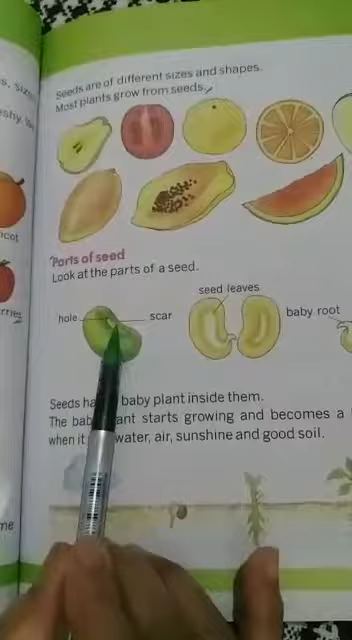 Seeds are of different sizes and shapes.
Most plants grow from seeds.
Parts of seed
Look at the parts of a seed.
seed leaves
hole
scar
baby root
Seeds baby plant inside them.
The starts growing and becomes a
when it water, air, sunshine and good soil.